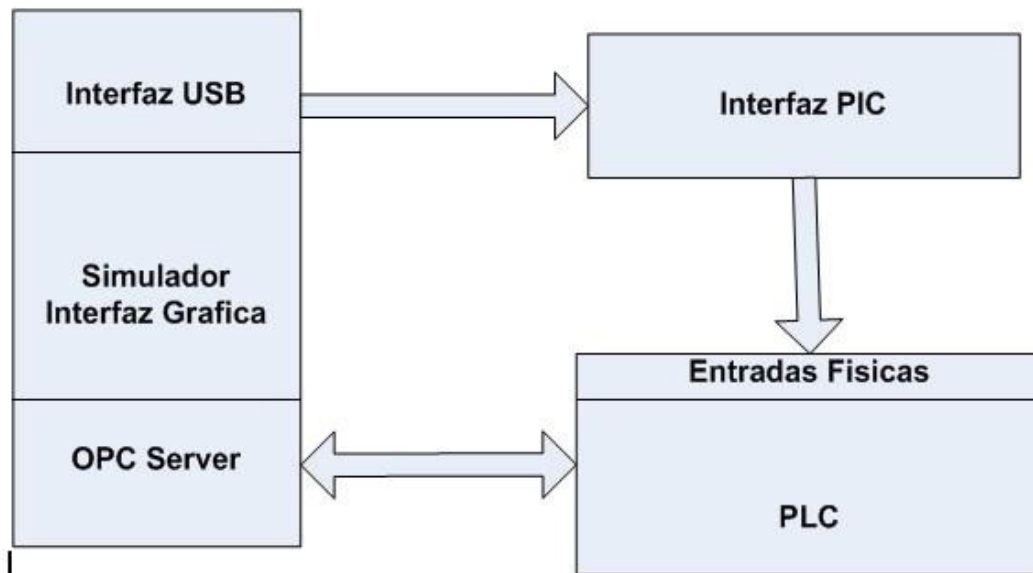 Interfaz USB
Interfaz PIC
Simulador
Interfaz Grafica
Entradas Fisicas
OPC Server
PLC